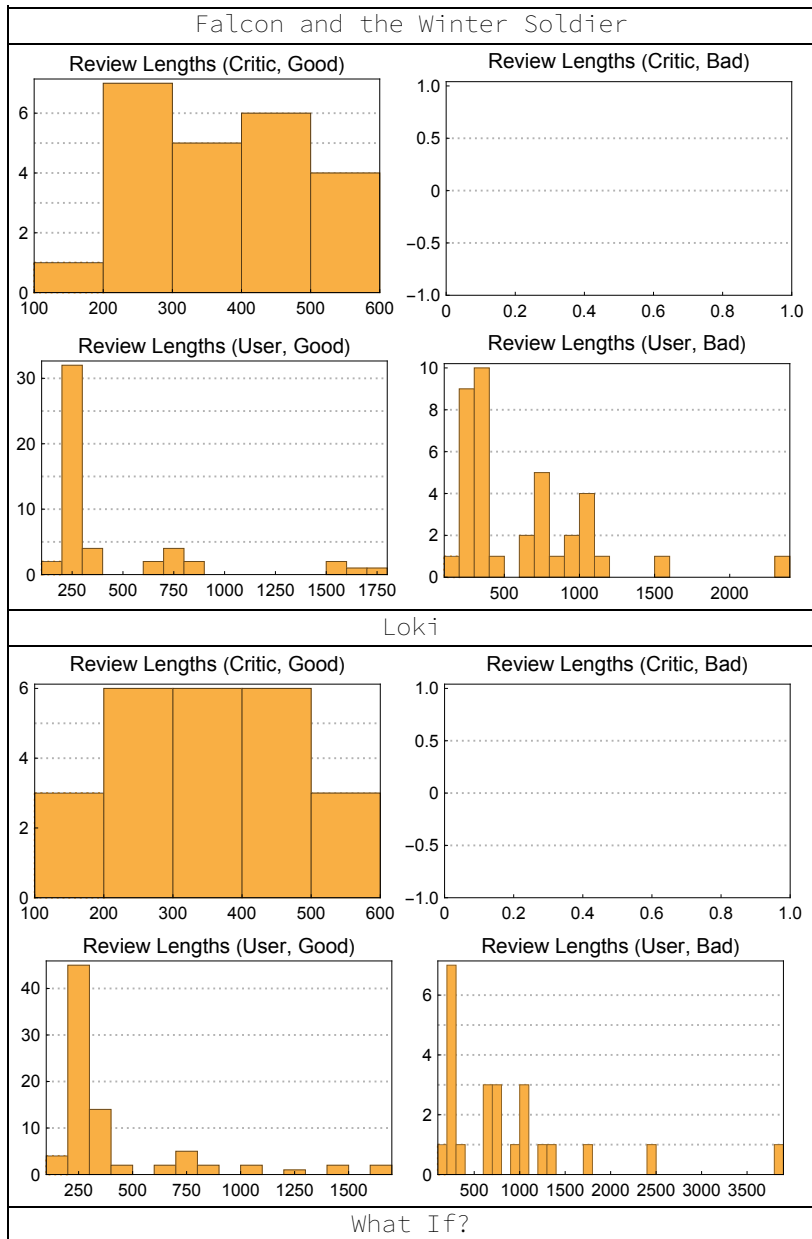 Falcon and the Winter Soldier
Review Lengths (Critic, Good)
6
4
2
0
100 200 300 400 500 600
Review Lengths (Critic, Bad)
1.0
0.5
0
−0.5
−1.0
0 0.2 0.4 0.6 0.8 1.0
Review Lengths (User, Good)
30
20
10
0
250 500 750 1000 1250 1500 1750
Review Lengths (User, Bad)
10
8
6
4
2
0
500 1000 1500 2000
Loki
Review Lengths (Critic, Good)
6
4
2
0
100 200 300 400 500 600
Review Lengths (Critic, Bad)
1.0
0.5
0
−0.5
−1.0
0 0.2 0.4 0.6 0.8 1.0
Review Lengths (User, Good)
40
30
20
10
0
250 500 750 1000 1250 1500
Review Lengths (User, Bad)
6
4
2
0
500 1000 1500 2000 2500 3000 3500
What If?